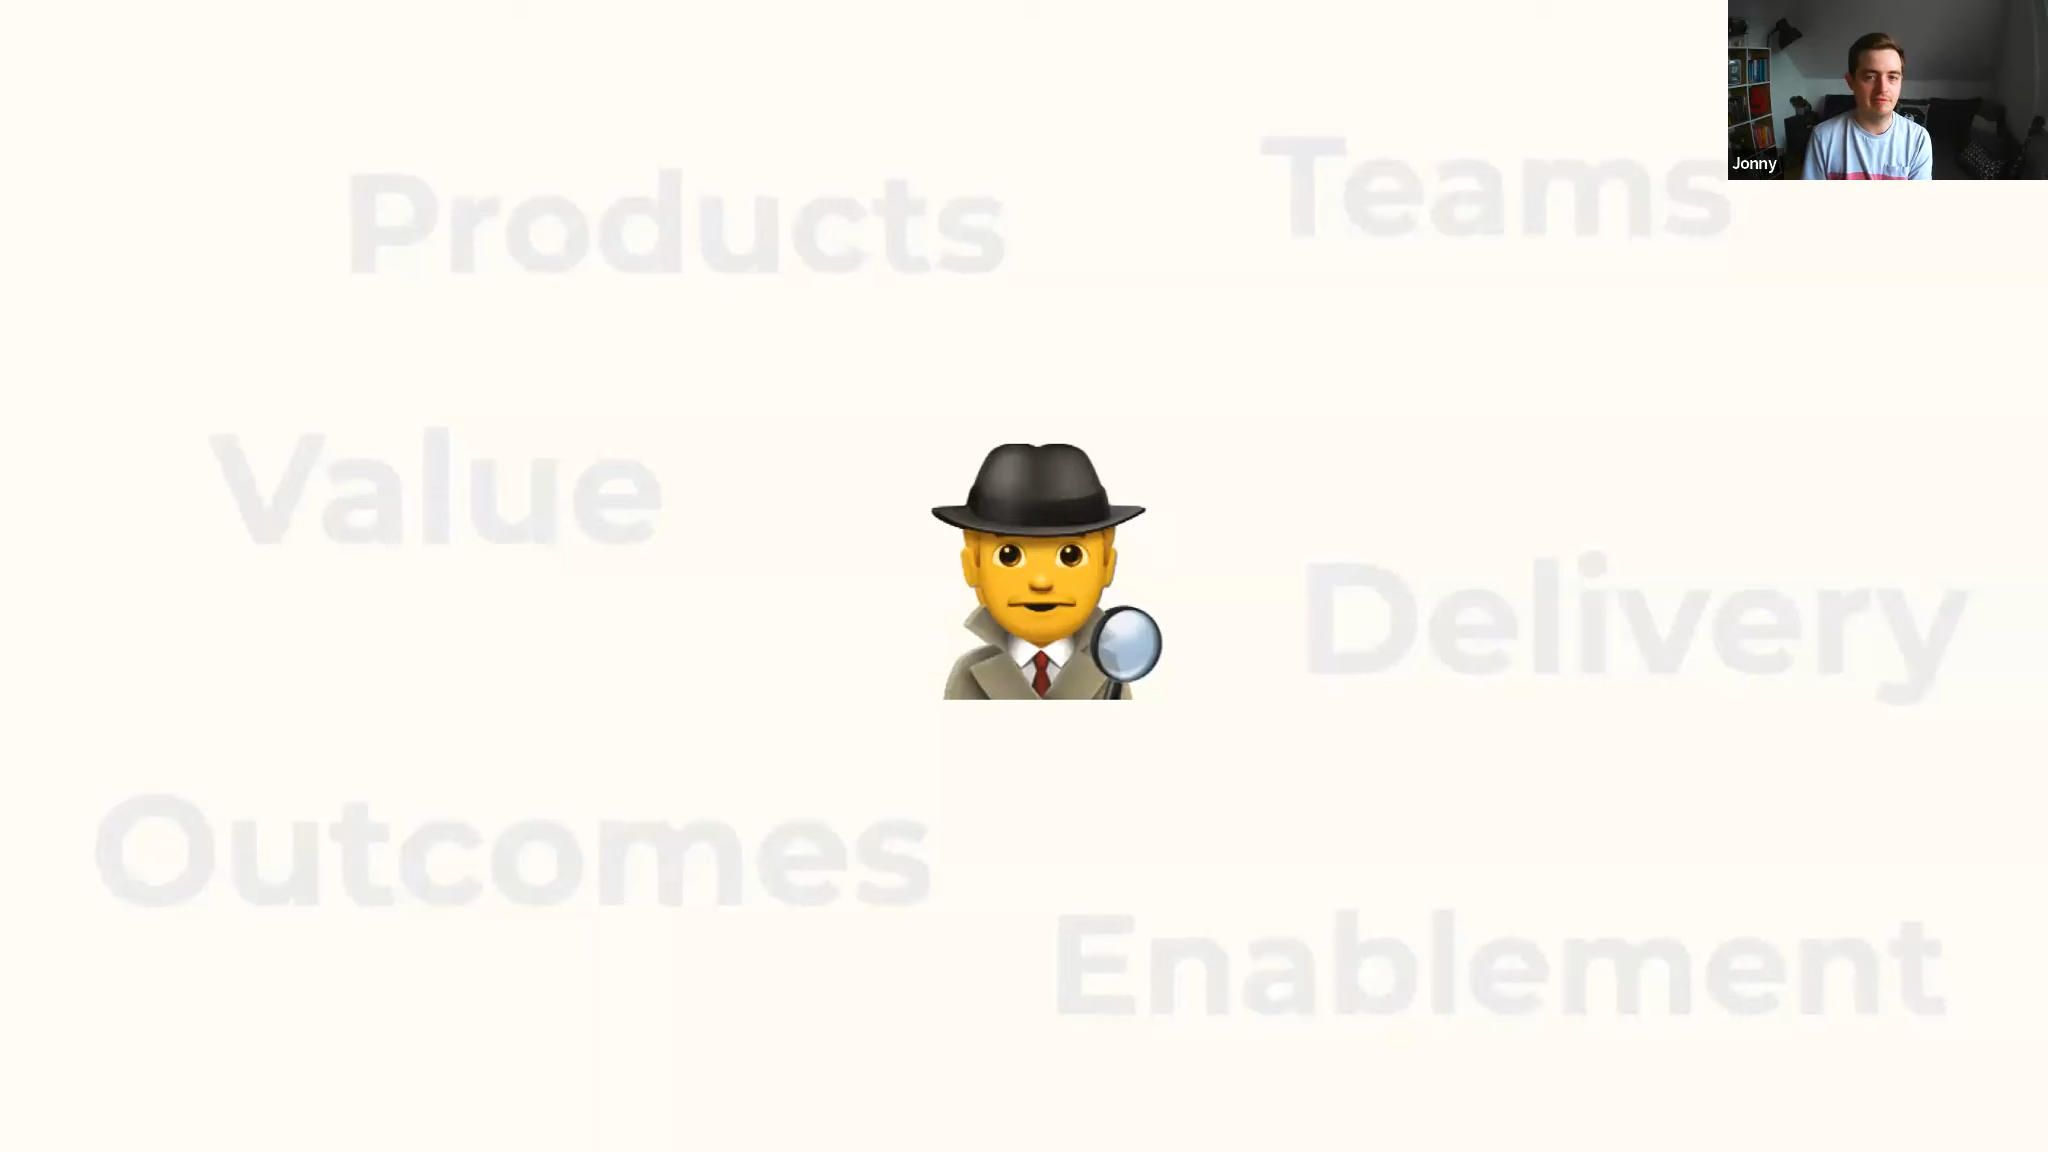 Teams
Jonny
Products
Value
Delivery
Outcomes
Enablement